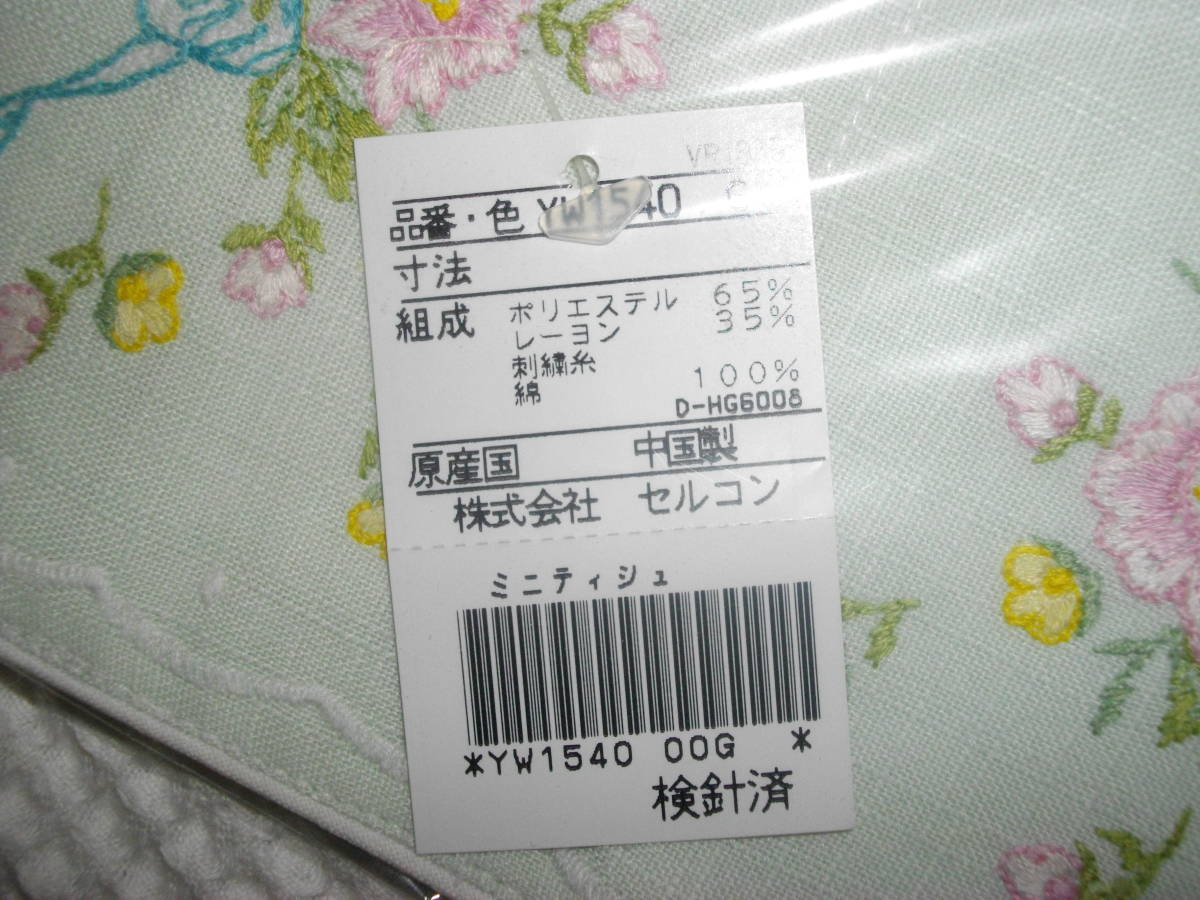 品番・色 YW1540
寸法
組成 ポリエステル 65%
レーヨン 35%
刺繍糸
綿 100%
D-HG6008
原産国 中国製
株式会社 セルコン
ミニティシュ
*YW1540 00G *
検針済